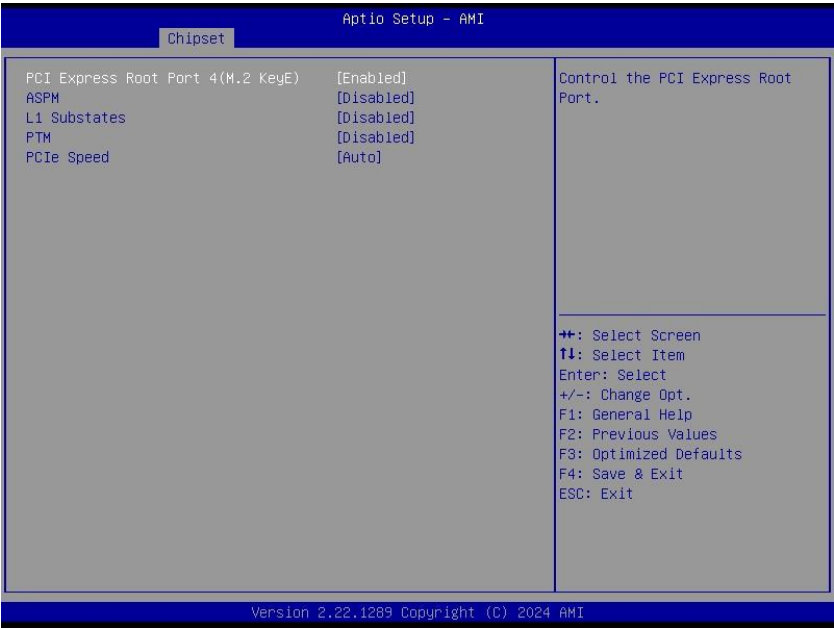 Aptio Setup - AMI
Chipset
PCI Express Root Port 4(M.2 KeyE) [Enabled]
ASPM [Disabled]
L1 Substates [Disabled]
PTM [Disabled]
PCIe Speed [Auto]
Control the PCI Express Root
Port.
→←: Select Screen
↑↓: Select Item
Enter: Select
+/-: Change Opt.
F1: General Help
F2: Previous Values
F3: Optimized Defaults
F4: Save & Exit
ESC: Exit
Version 2.22.1289 Copyright (C) 2024 AMI